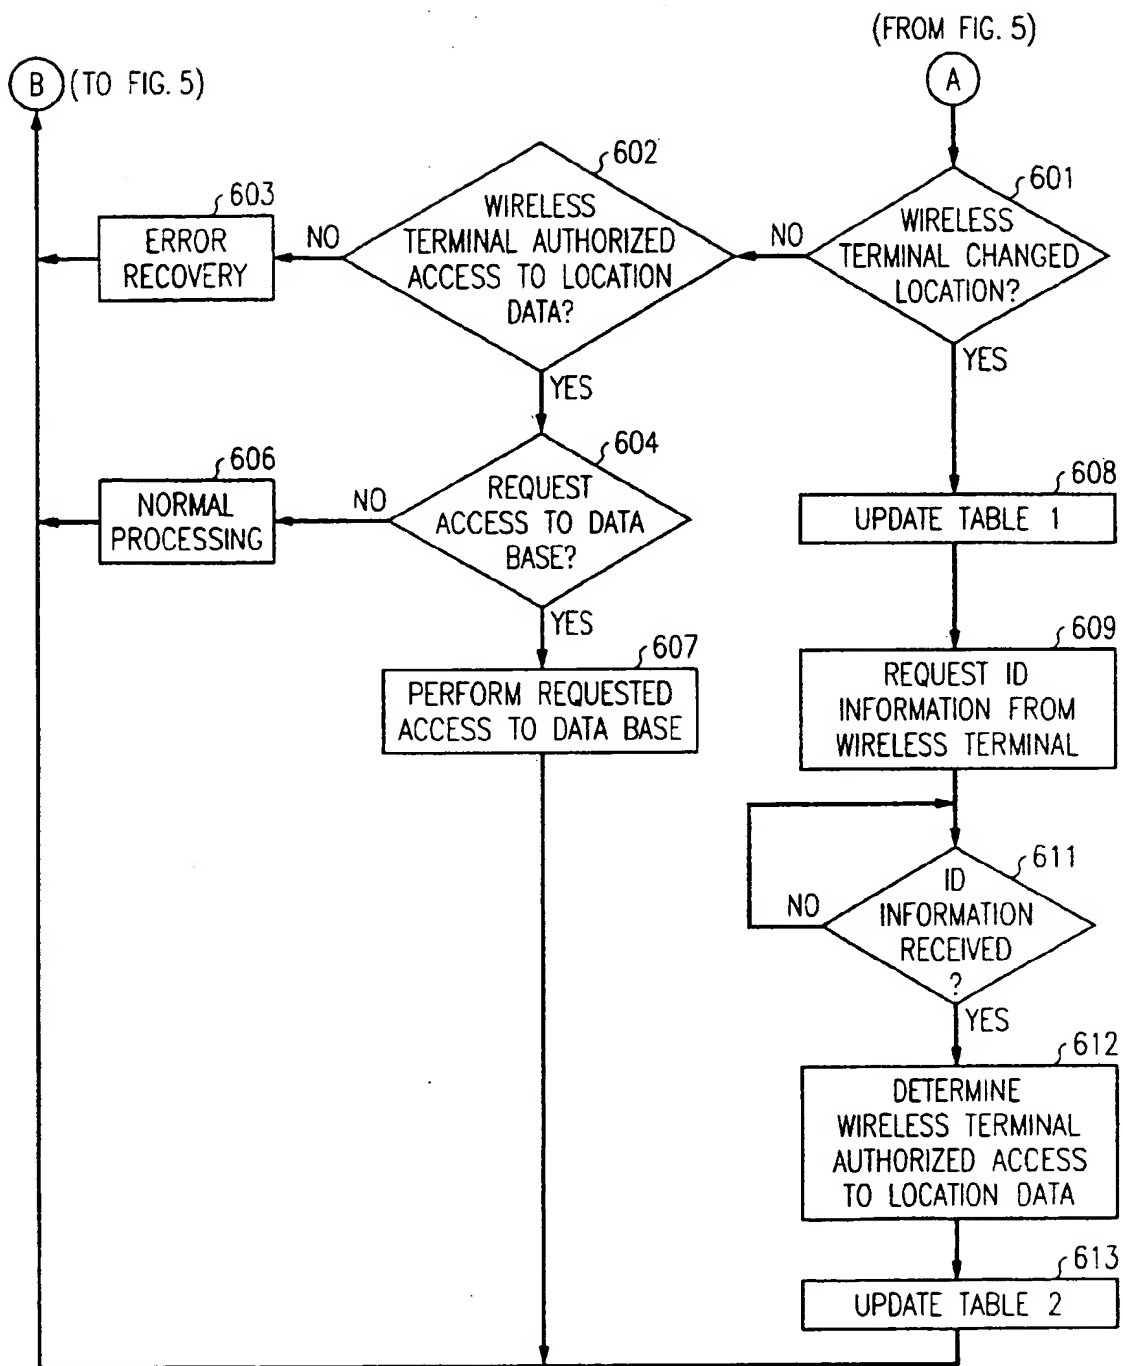 (FROM FIG. 5)
B (TO FIG. 5)
A
602
WIRELESS
TERMINAL AUTHORIZED
ACCESS TO LOCATION
DATA?
601
WIRELESS
TERMINAL CHANGED
LOCATION?
603
ERROR
RECOVERY
NO
NO
YES
YES
604
REQUEST
ACCESS TO DATA
BASE?
606
NORMAL
PROCESSING
NO
YES
608
UPDATE TABLE 1
607
PERFORM REQUESTED
ACCESS TO DATA BASE
609
REQUEST ID
INFORMATION FROM
WIRELESS TERMINAL
611
ID
INFORMATION
RECEIVED
?
NO
YES
612
DETERMINE
WIRELESS TERMINAL
AUTHORIZED ACCESS
TO LOCATION DATA
613
UPDATE TABLE 2